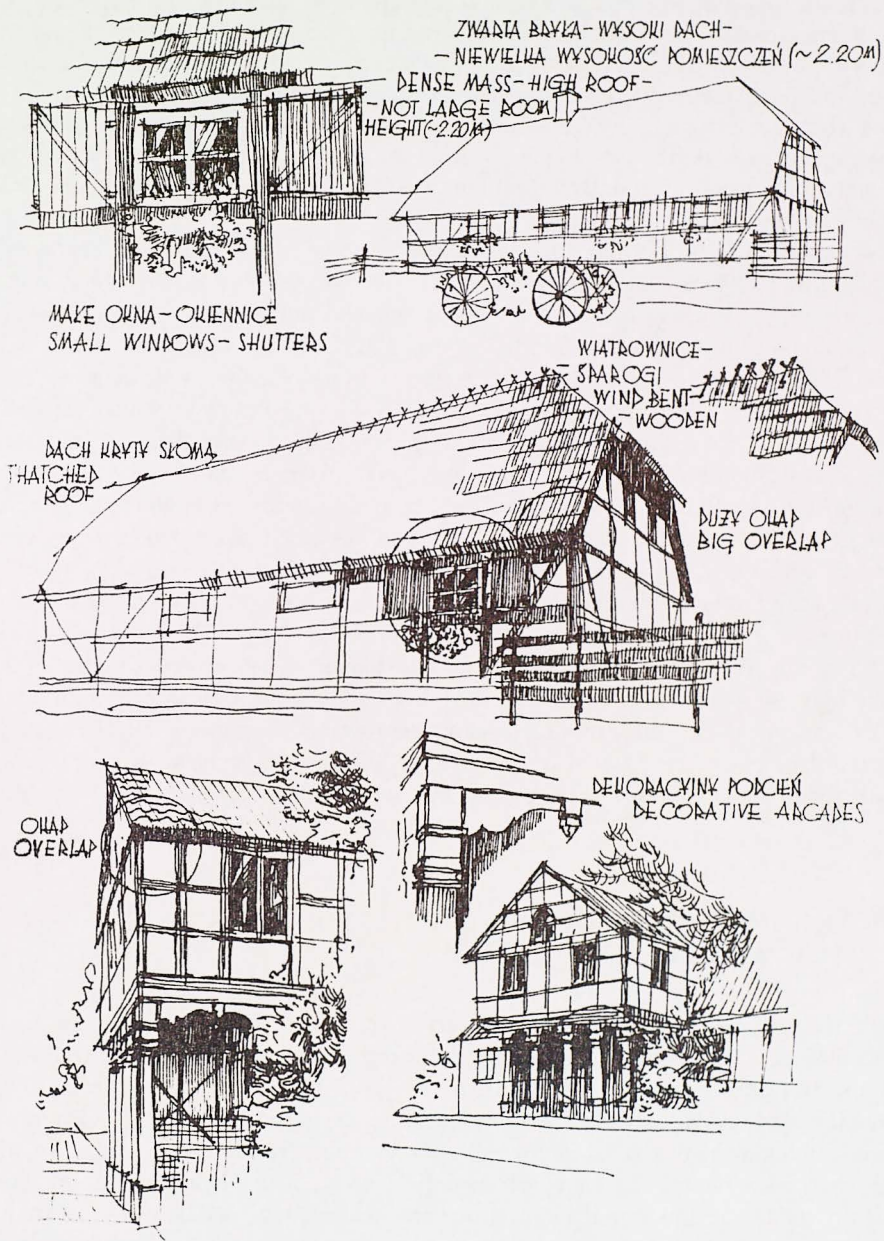 ZWARTA BRYŁA-WYSOKI DACH-
-NIEWIELKA WYSOKOŚĆ POMIESZCZEŃ (~2.20M)
DENSE MASS-HIGH ROOF-
-NOT LARGE ROOM
HEIGHT(~2.20M)
MAŁE OKNA-OKIENNICE
SMALL WINDOWS-SHUTTERS
WIATROWNICE-
-ŚPAROGI
WIND BENT-
-WOODEN
DACH KRYTY SŁOMĄ
THATCHED
ROOF
DUŻY OKAP
BIG OVERLAP
OKAP
OVERLAP
DEKORACYJNY PODCIEŃ
DECORATIVE ARCADES